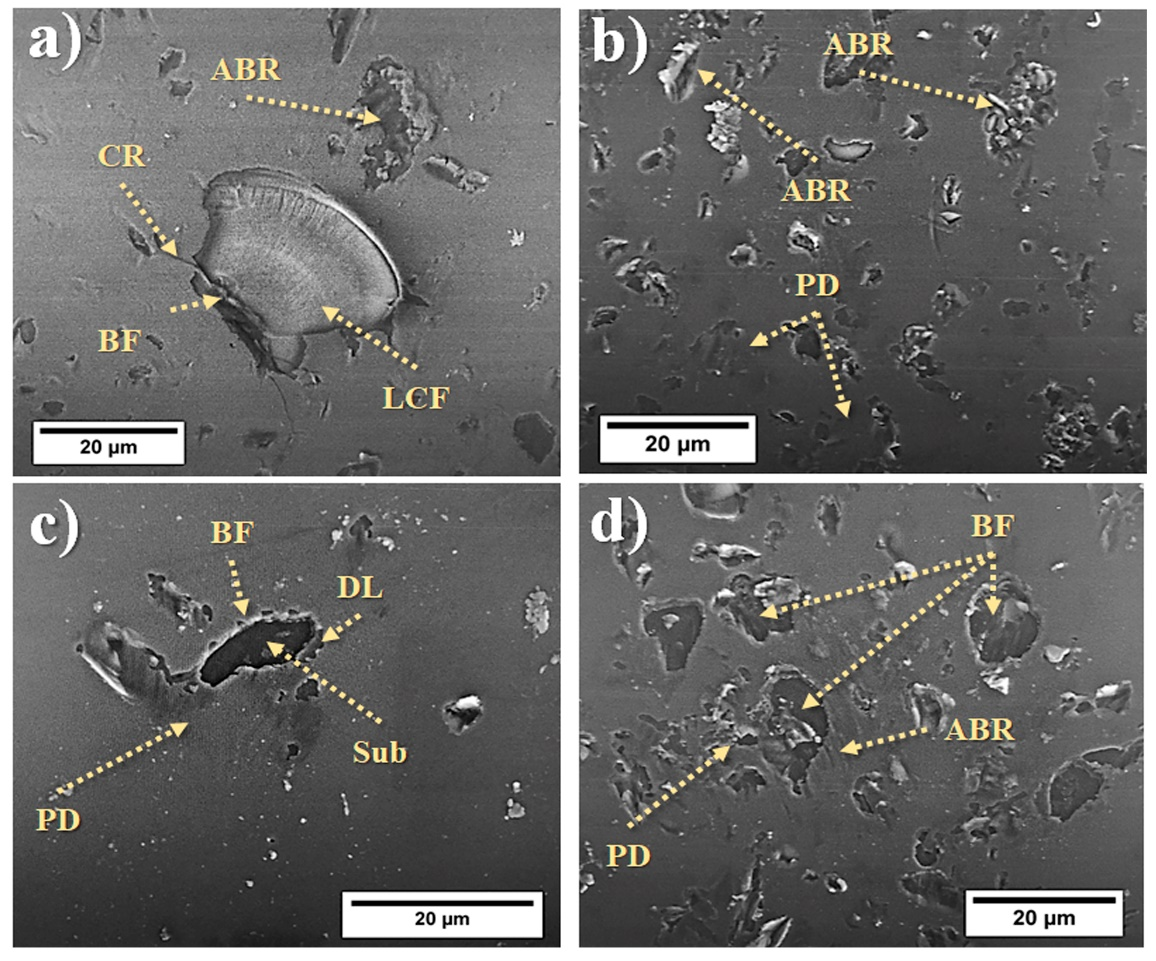 a)
ABR
CR
BF
LCF
20 µm
b)
ABR
ABR
PD
20 µm
c)
BF
DL
Sub
PD
20 µm
d)
BF
ABR
PD
20 µm